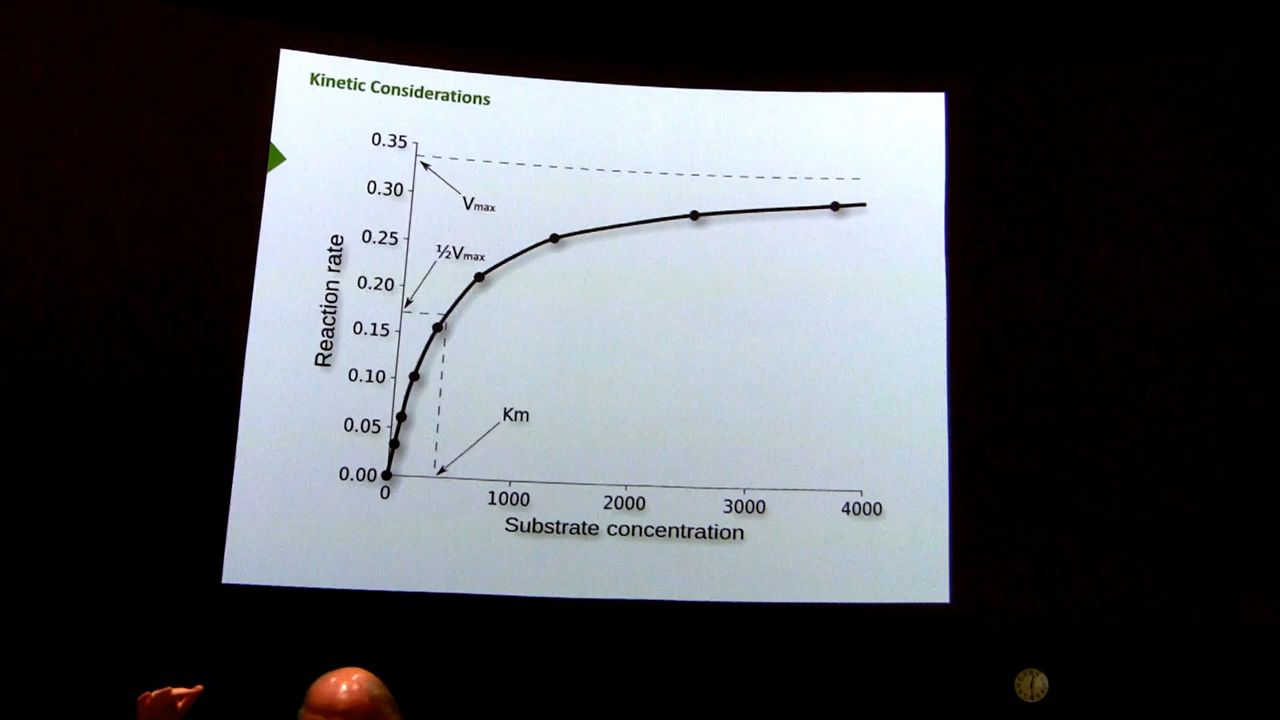 Kinetic Considerations
0.35
0.30
0.25
0.20
0.15
0.10
0.05
0.00
Reaction rate
Vmax
½Vmax
Km
0
1000
2000
3000
4000
Substrate concentration